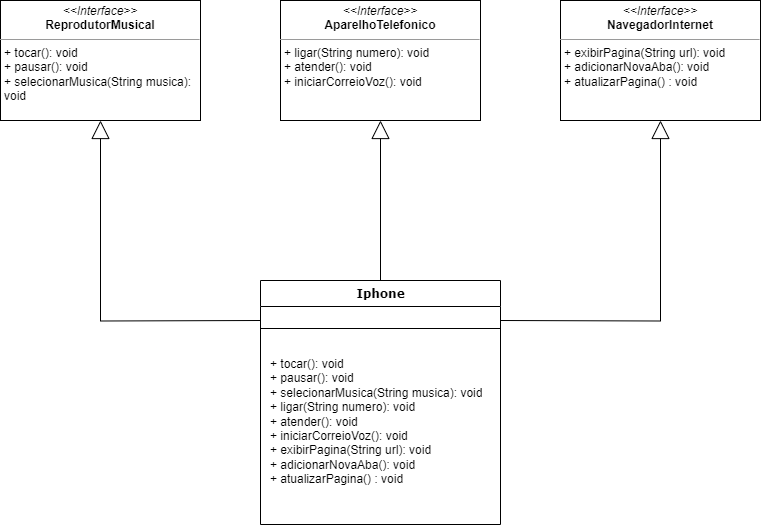 <<Interface>>
ReprodutorMusical
+ tocar(): void
+ pausar(): void
+ selecionarMusica(String musica):
void
<<Interface>>
AparelhoTelefonico
+ ligar(String numero): void
+ atender(): void
+ iniciarCorreioVoz(): void
<<Interface>>
NavegadorInternet
+ exibirPagina(String url): void
+ adicionarNovaAba(): void
+ atualizarPagina() : void
Iphone
+ tocar(): void
+ pausar(): void
+ selecionarMusica(String musica): void
+ ligar(String numero): void
+ atender(): void
+ iniciarCorreioVoz(): void
+ exibirPagina(String url): void
+ adicionarNovaAba(): void
+ atualizarPagina() : void